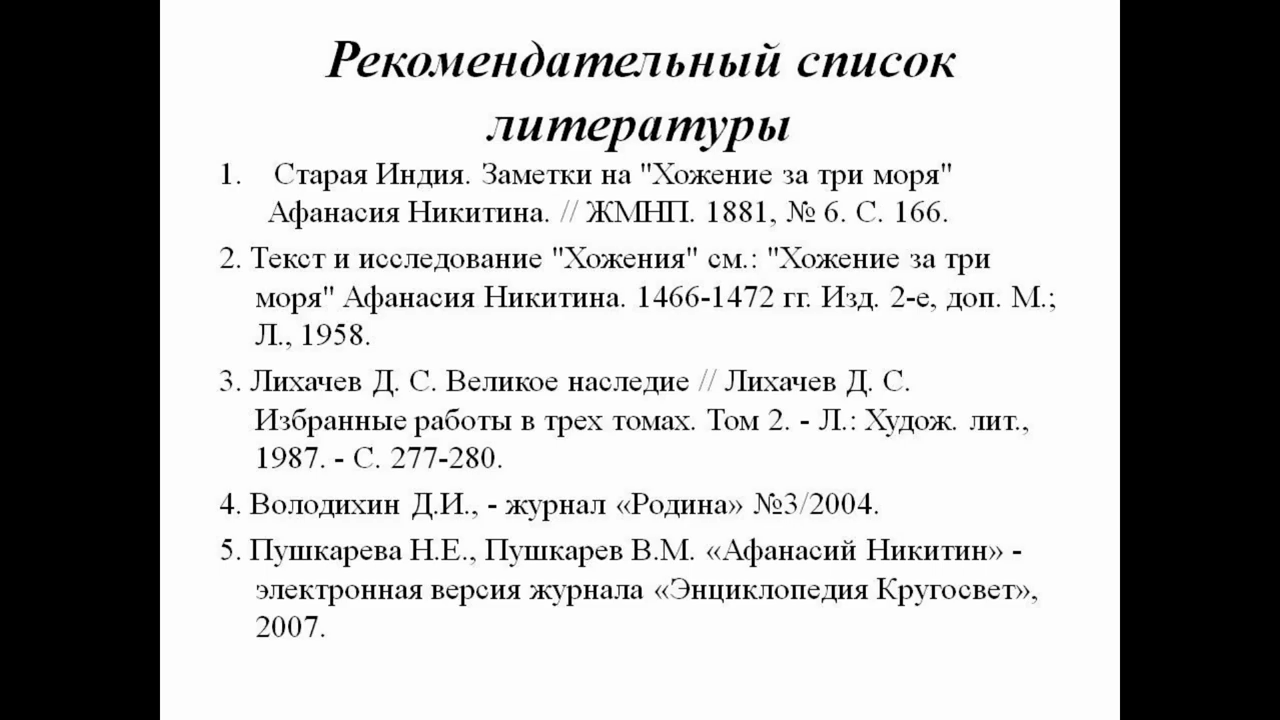 Рекомендательный список
литературы
1. Старая Индия. Заметки на "Хожение за три моря"
Афанасия Никитина. // ЖМНП. 1881, № 6. С. 166.
2. Текст и исследование "Хожения" см.: "Хожение за три
моря" Афанасия Никитина. 1466-1472 гг. Изд. 2-е, доп. М.;
Л., 1958.
3. Лихачев Д. С. Великое наследие // Лихачев Д. С.
Избранные работы в трех томах. Том 2. - Л.: Худож. лит.,
1987. - С. 277-280.
4. Володихин Д.И., - журнал «Родина» №3/2004.
5. Пушкарева Н.Е., Пушкарев В.М. «Афанасий Никитин» -
электронная версия журнала «Энциклопедия Кругосвет»,
2007.